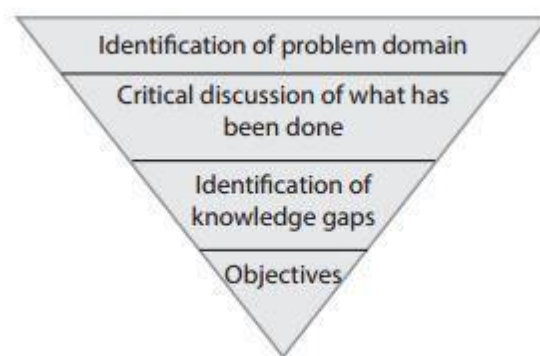 Identification of problem domain
Critical discussion of what has
been done
Identification of
knowledge gaps
Objectives